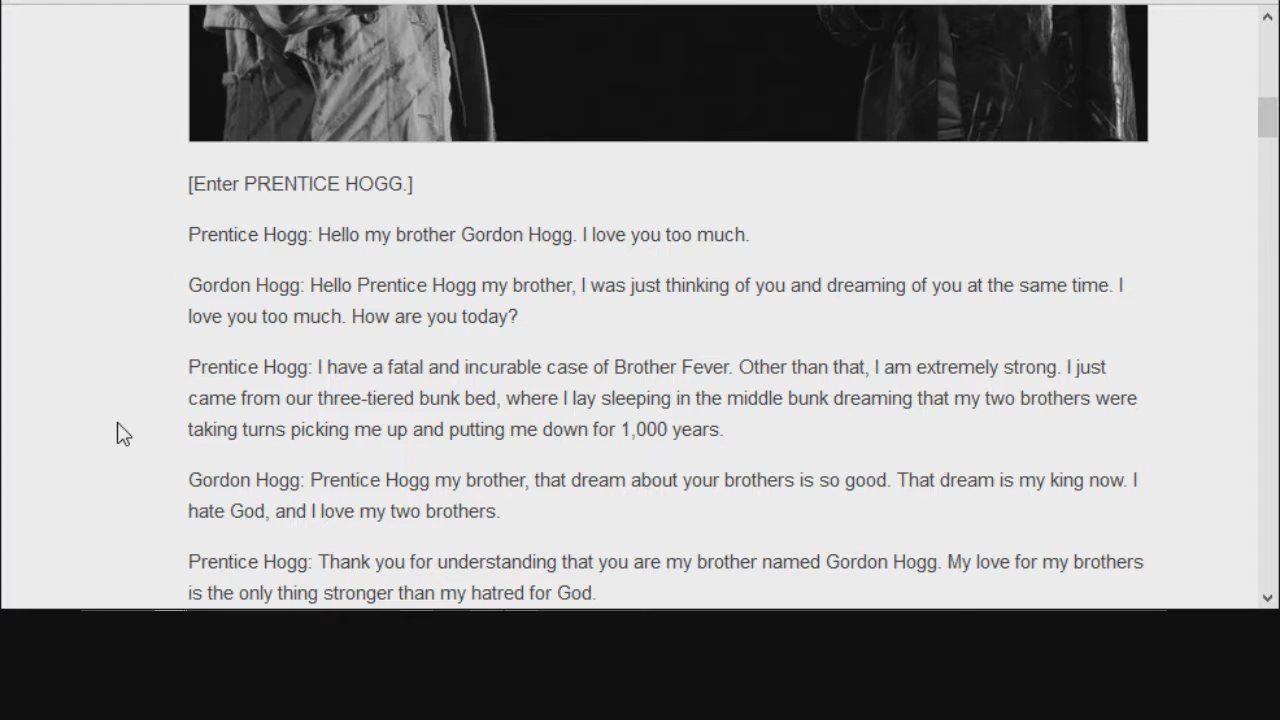 [Enter PRENTICE HOGG.]
Prentice Hogg: Hello my brother Gordon Hogg. I love you too much.
Gordon Hogg: Hello Prentice Hogg my brother, I was just thinking of you and dreaming of you at the same time. I
love you too much. How are you today?
Prentice Hogg: I have a fatal and incurable case of Brother Fever. Other than that, I am extremely strong. I just
came from our three-tiered bunk bed, where I lay sleeping in the middle bunk dreaming that my two brothers were
taking turns picking me up and putting me down for 1,000 years.
Gordon Hogg: Prentice Hogg my brother, that dream about your brothers is so good. That dream is my king now. I
hate God, and I love my two brothers.
Prentice Hogg: Thank you for understanding that you are my brother named Gordon Hogg. My love for my brothers
is the only thing stronger than my hatred for God.